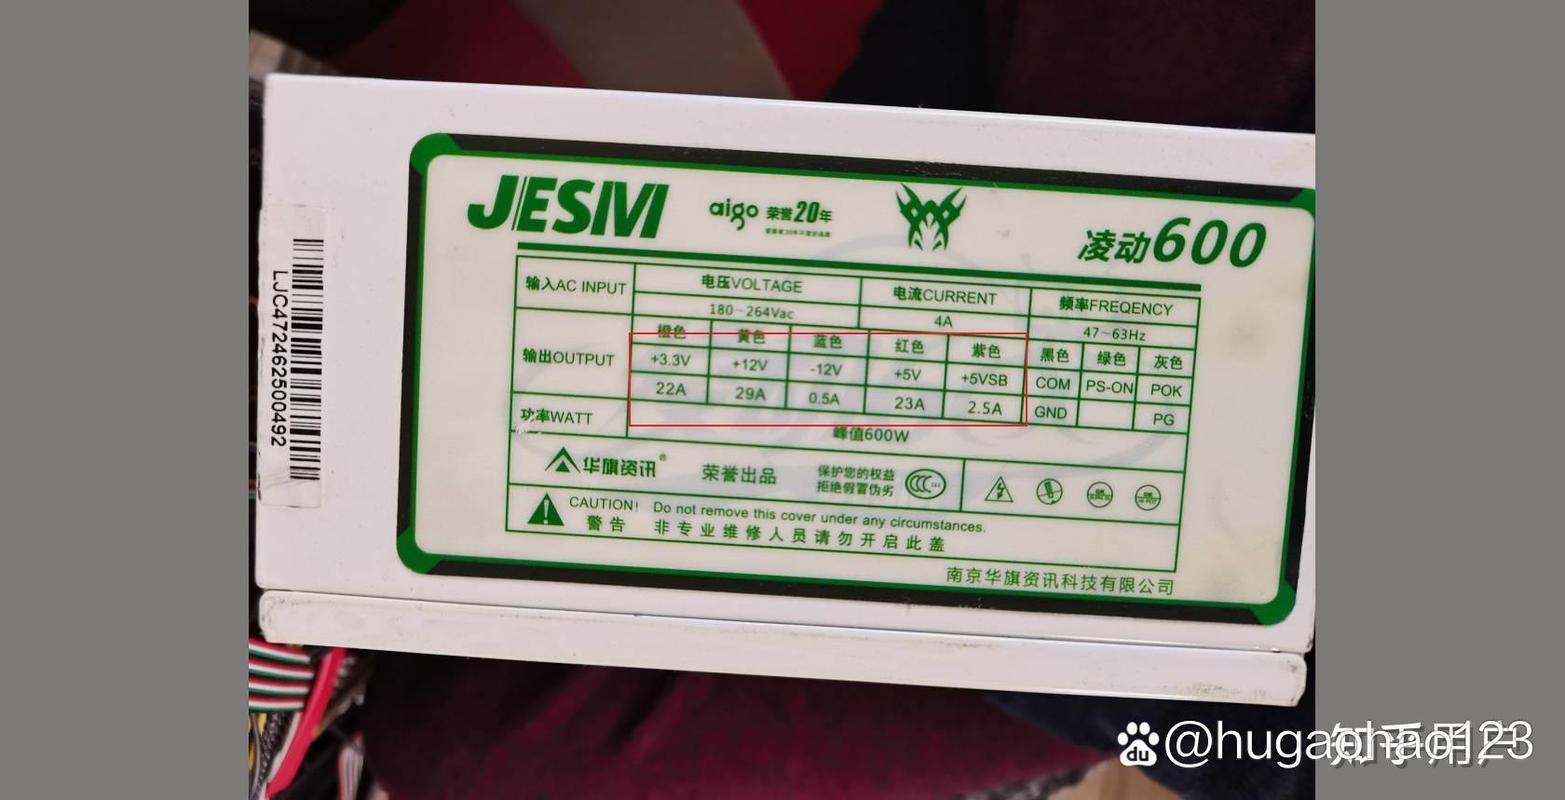 JESM aigo 荣誉20年 凌动600
输入AC INPUT 电压VOLTAGE 电流CURRENT 频率FREQENCY
180~264Vac 4A 47~63Hz
输出OUTPUT 橙色 黄色 蓝色 红色 紫色 黑色 绿色 灰色
+3.3V +12V -12V +5V +5VSB COM PS-ON POK
22A 29A 0.5A 23A 2.5A GND PG
功率WATT 峰值600W
华旗资讯® 荣誉出品 保护您的权益
拒绝假冒伪劣
CAUTION! Do not remove this cover under any circumstances.
警告 非专业维修人员请勿开启此盖
南京华旗资讯科技有限公司
LJC472462500492
du @hugaohao123
知乎用户